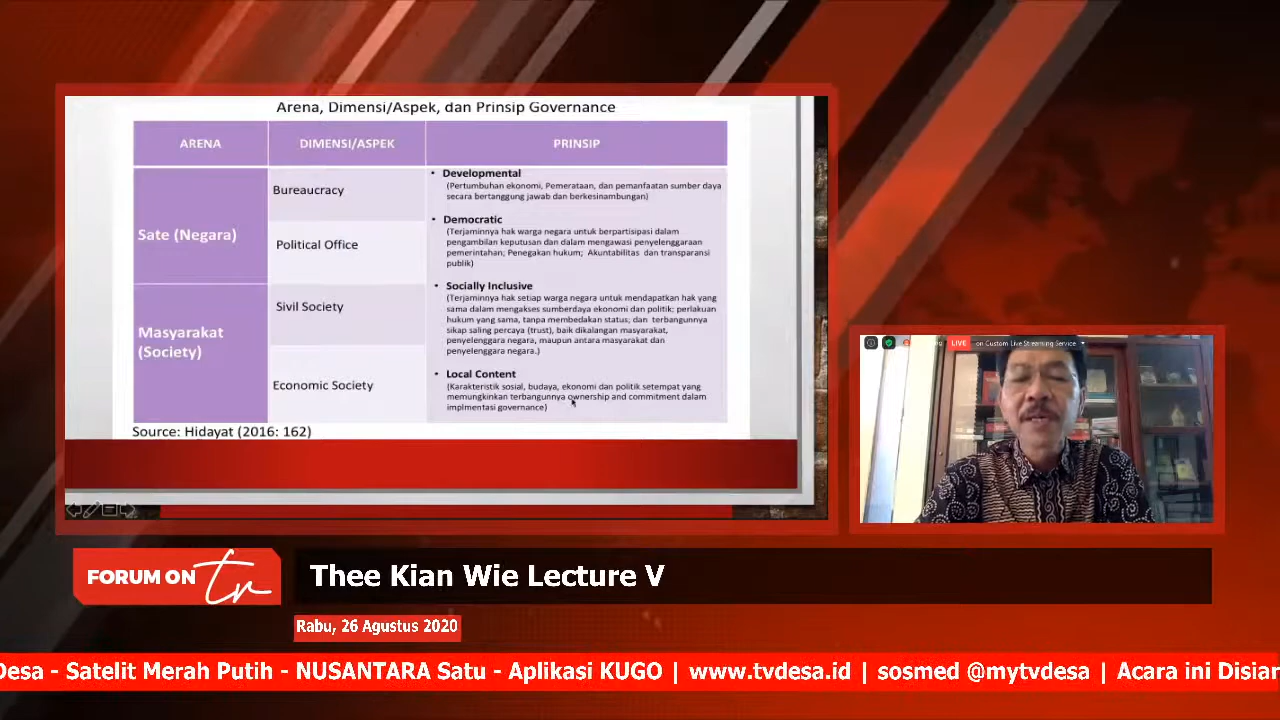 Arena, Dimensi/Aspek, dan Prinsip Governance
ARENA
DIMENSI/ASPEK
PRINSIP
Sate (Negara)
Bureaucracy
Political Office
Masyarakat
(Society)
Sivil Society
Economic Society
• Developmental
(Pertumbuhan ekonomi, Pemerataan, dan pemanfaatan sumber daya
secara bertanggung jawab dan berkesinambungan)
• Democratic
(Terjaminnya hak warga negara untuk berpartisipasi dalam
pengambilan keputusan dan dalam mengawasi penyelenggaraan
pemerintahan; Penegakan hukum; Akuntabilitas dan transparansi
publik)
• Socially Inclusive
(Terjaminnya hak setiap warga negara untuk mendapatkan hak yang
sama dalam mengakses sumberdaya ekonomi dan politik; perlakuan
hukum yang sama, tanpa membedakan status; dan terbangunnya
sikap saling percaya (trust), baik dikalangan masyarakat,
penyelenggara negara, maupun antara masyarakat dan
penyelenggara negara.)
• Local Content
(Karakteristik sosial, budaya, ekonomi dan politik setempat yang
memungkinkan terbangunnya ownership and commitment dalam
implmentasi governance)
Source: Hidayat (2016: 162)
LIVE on Custom Live Streaming Service
FORUM ON tr
Thee Kian Wie Lecture V
Rabu, 26 Agustus 2020
Desa - Satelit Merah Putih - NUSANTARA Satu - Aplikasi KUGO | www.tvdesa.id | sosmed @mytvdesa | Acara ini Disiar